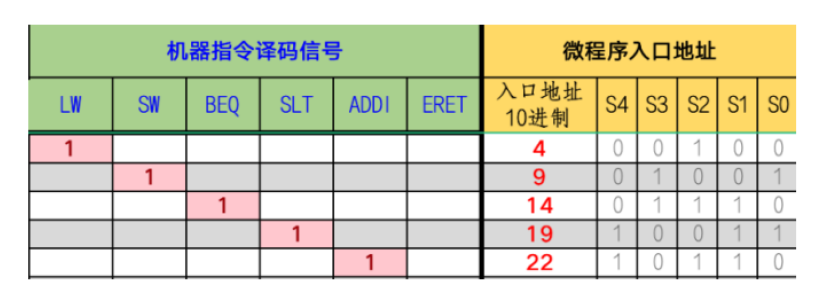 机器指令译码信号 微程序入口地址
LW SW BEQ SLT ADDI ERET 入口地址 10进制 S4 S3 S2 S1 S0
1 4 0 0 1 0 0
1 9 0 1 0 0 1
1 14 0 1 1 1 0
1 19 1 0 0 1 1
1 22 1 0 1 1 0